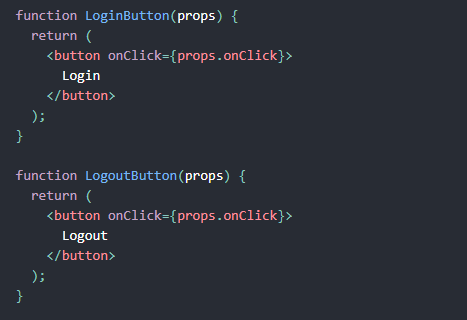 function LoginButton(props) {
  return (
    <button onClick={props.onClick}>
      Login
    </button>
  );
}

function LogoutButton(props) {
  return (
    <button onClick={props.onClick}>
      Logout
    </button>
  );
}